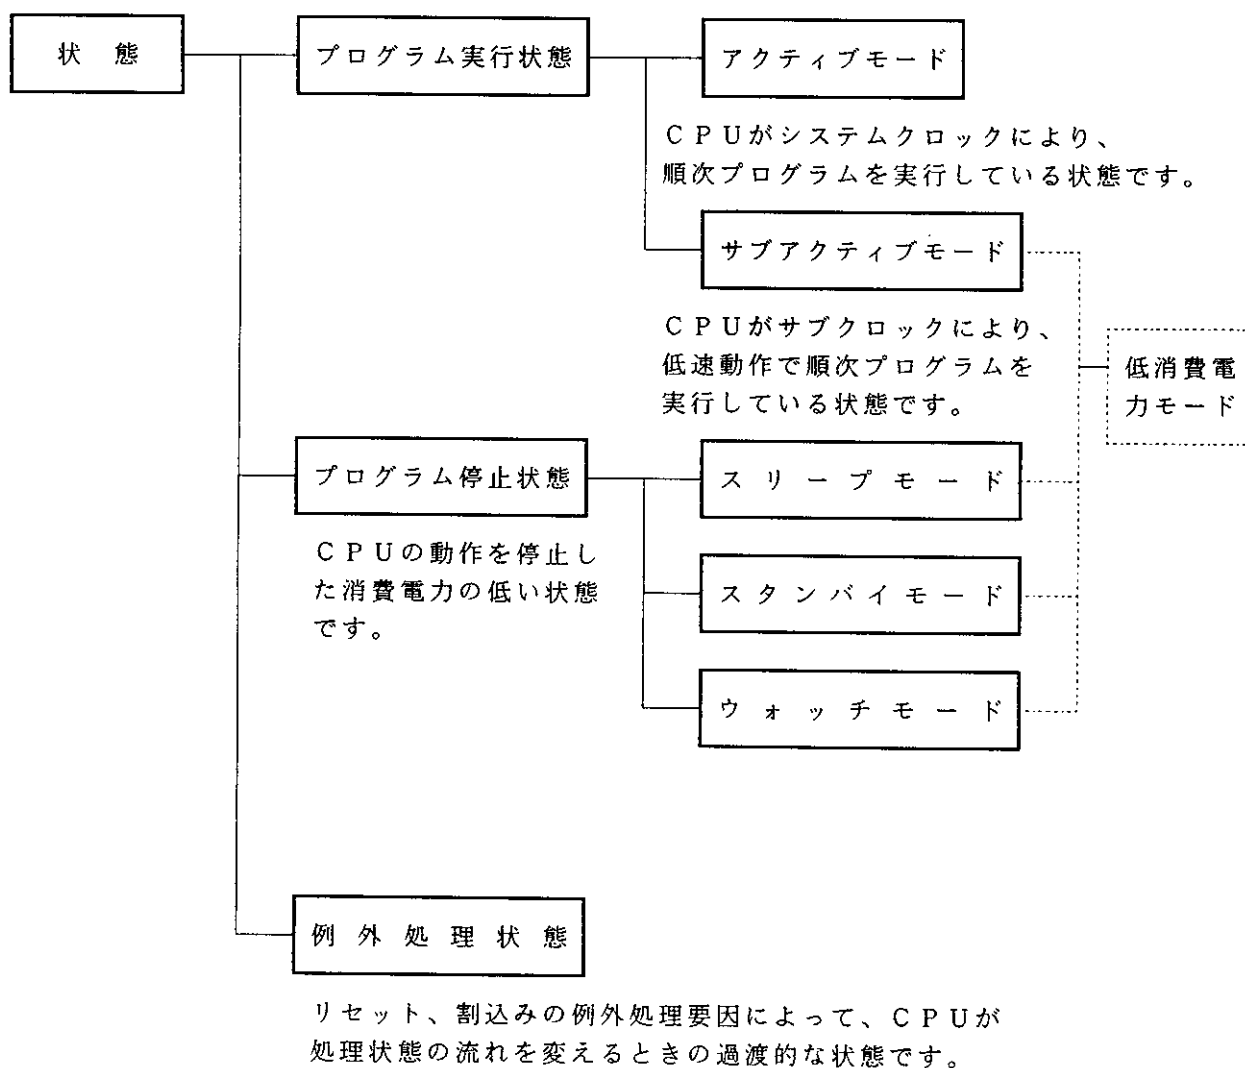 状態
プログラム実行状態
アクティブモード
CPUがシステムクロックにより、
順次プログラムを実行している状態です。
サブアクティブモード
CPUがサブクロックにより、
低速動作で順次プログラムを
実行している状態です。
低消費電
力モード
プログラム停止状態
CPUの動作を停止し
た消費電力の低い状態
です。
スリープモード
スタンバイモード
ウォッチモード
例外処理状態
リセット、割込みの例外処理要因によって、CPUが
処理状態の流れを変えるときの過渡的な状態です。